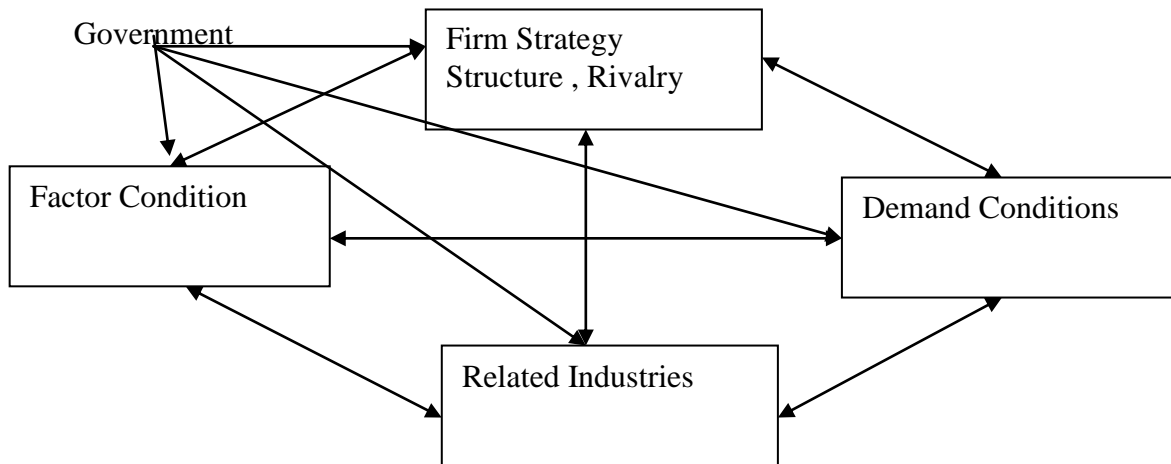 Government
Firm Strategy
Structure , Rivalry
Factor Condition
Demand Conditions
Related Industries